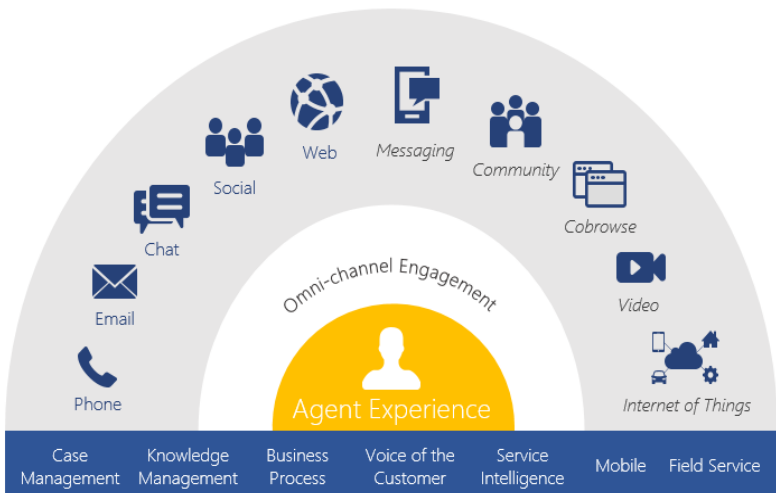 Web
Messaging
Social
Community
Chat
Cobrowse
Email
Video
Phone
Internet of Things
Omni-channel Engagement
Agent Experience
Case
Management
Knowledge
Management
Business
Process
Voice of the
Customer
Service
Intelligence
Mobile
Field Service